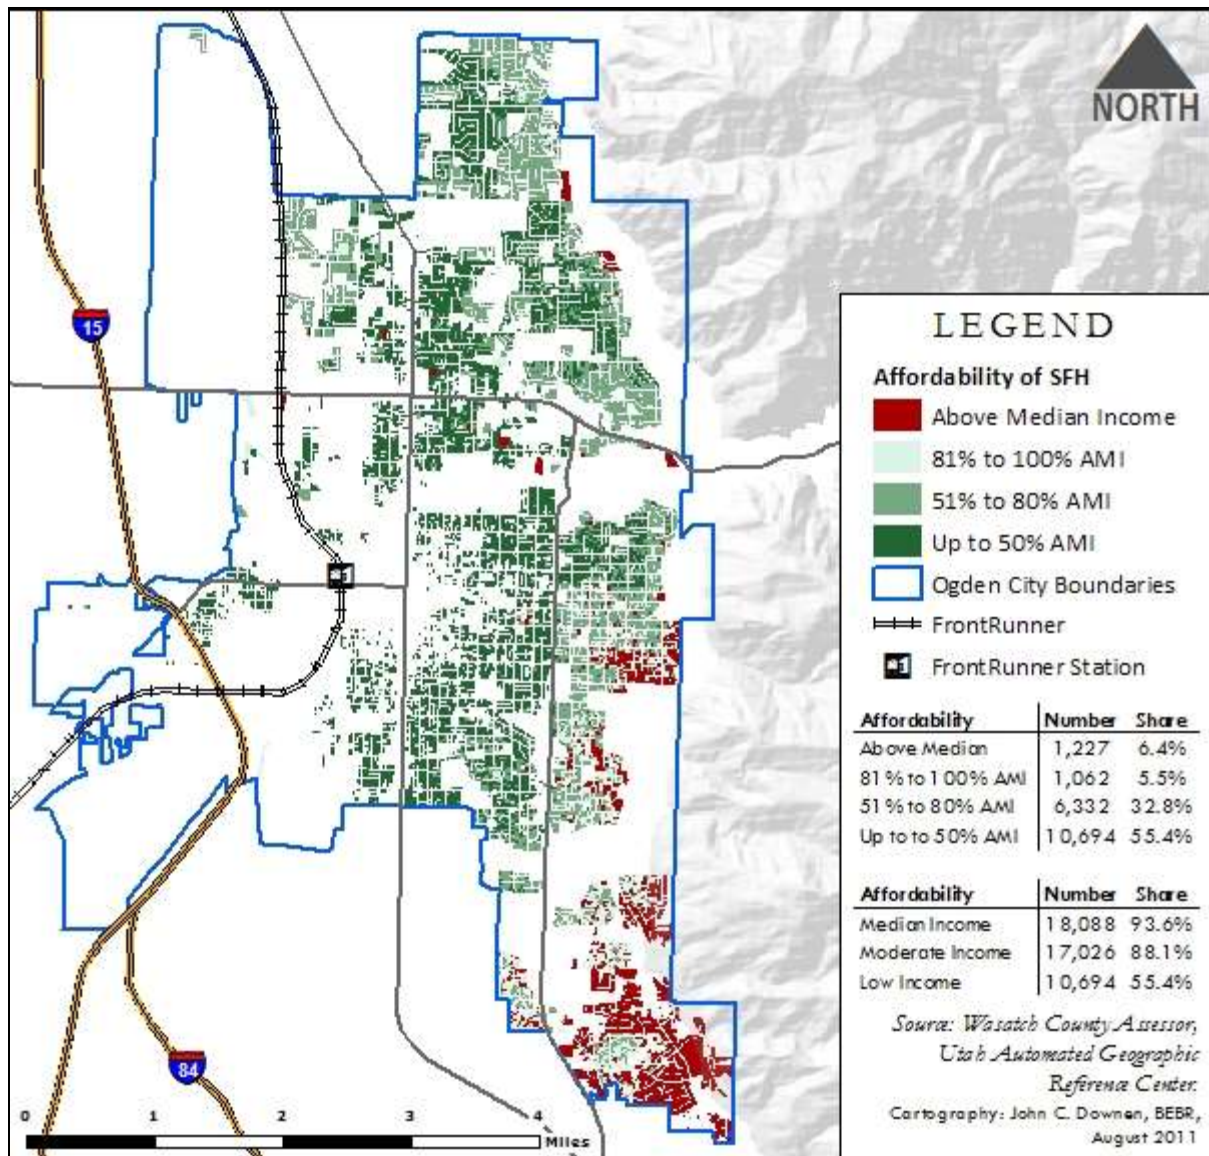 NORTH
15
84
LEGEND
Affordability of SFH
Above Median Income
81% to 100% AMI
51% to 80% AMI
Up to 50% AMI
Ogden City Boundaries
FrontRunner
FrontRunner Station
Affordability Number Share
Above Median 1,227 6.4%
81% to 100% AMI 1,062 5.5%
51% to 80% AMI 6,332 32.8%
Up to to 50% AMI 10,694 55.4%
Affordability Number Share
Median Income 18,088 93.6%
Moderate Income 17,026 88.1%
Low Income 10,694 55.4%
Source: Wasatch County Assessor,
Utah Automated Geographic
Reference Center.
Cartography: John C. Downen, BEBR,
August 2011
0 1 2 3 4
Miles